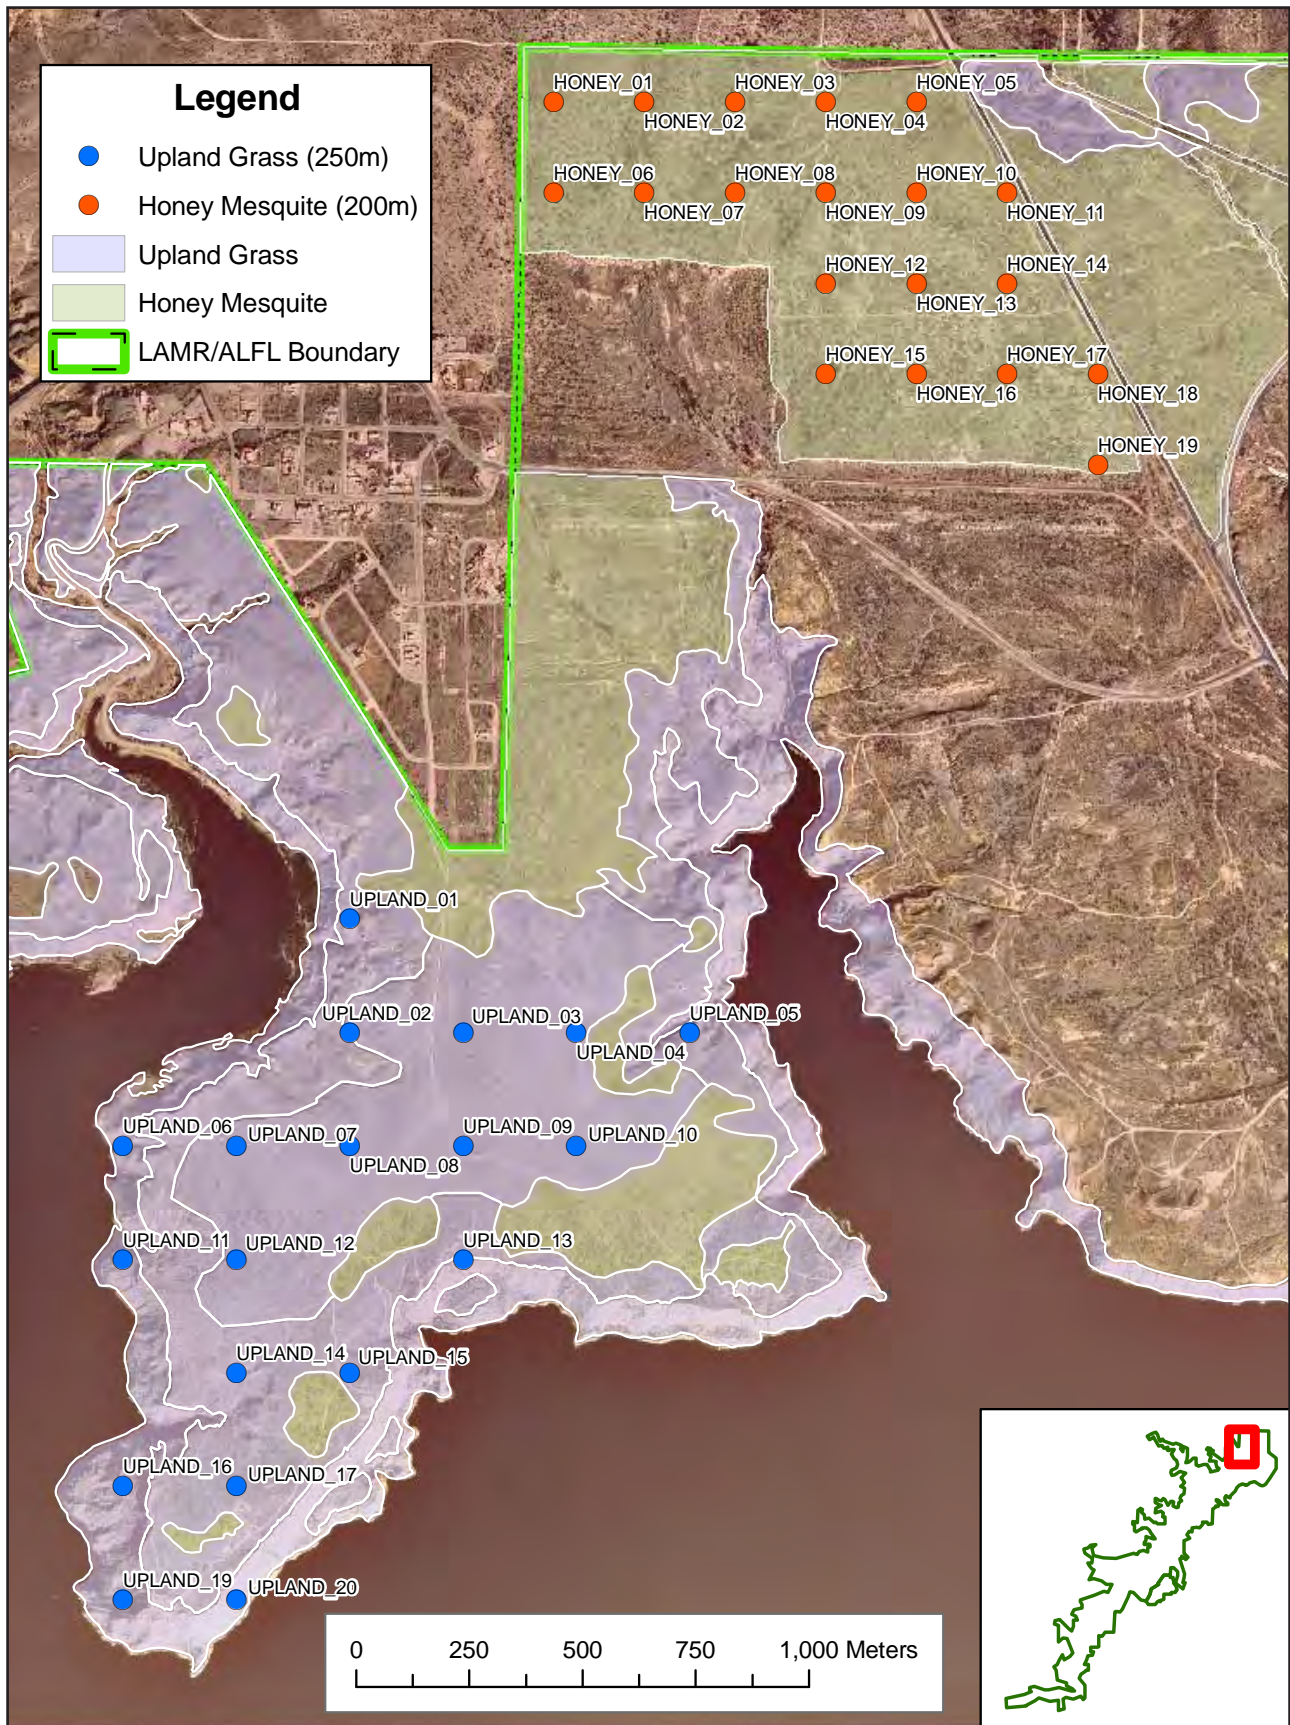 Legend
Upland Grass (250m)
Honey Mesquite (200m)
Upland Grass
Honey Mesquite
LAMR/ALFL Boundary
HONEY_01
HONEY_02
HONEY_03
HONEY_04
HONEY_05
HONEY_06
HONEY_07
HONEY_08
HONEY_09
HONEY_10
HONEY_11
HONEY_12
HONEY_13
HONEY_14
HONEY_15
HONEY_16
HONEY_17
HONEY_18
HONEY_19
UPLAND_01
UPLAND_02
UPLAND_03
UPLAND_04
UPLAND_05
UPLAND_06
UPLAND_07
UPLAND_08
UPLAND_09
UPLAND_10
UPLAND_11
UPLAND_12
UPLAND_13
UPLAND_14
UPLAND_15
UPLAND_16
UPLAND_17
UPLAND_19
UPLAND_20
0 250 500 750 1,000 Meters